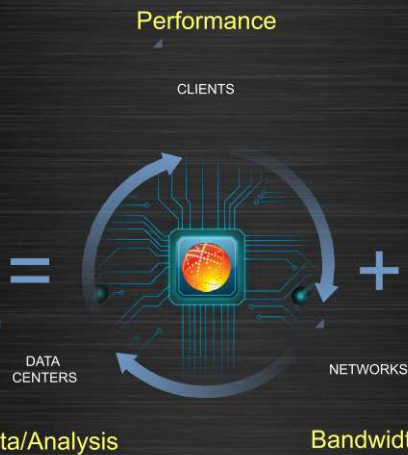 Performance
CLIENTS
=
+
DATA
CENTERS
NETWORKS
ta/Analysis
Bandwidt